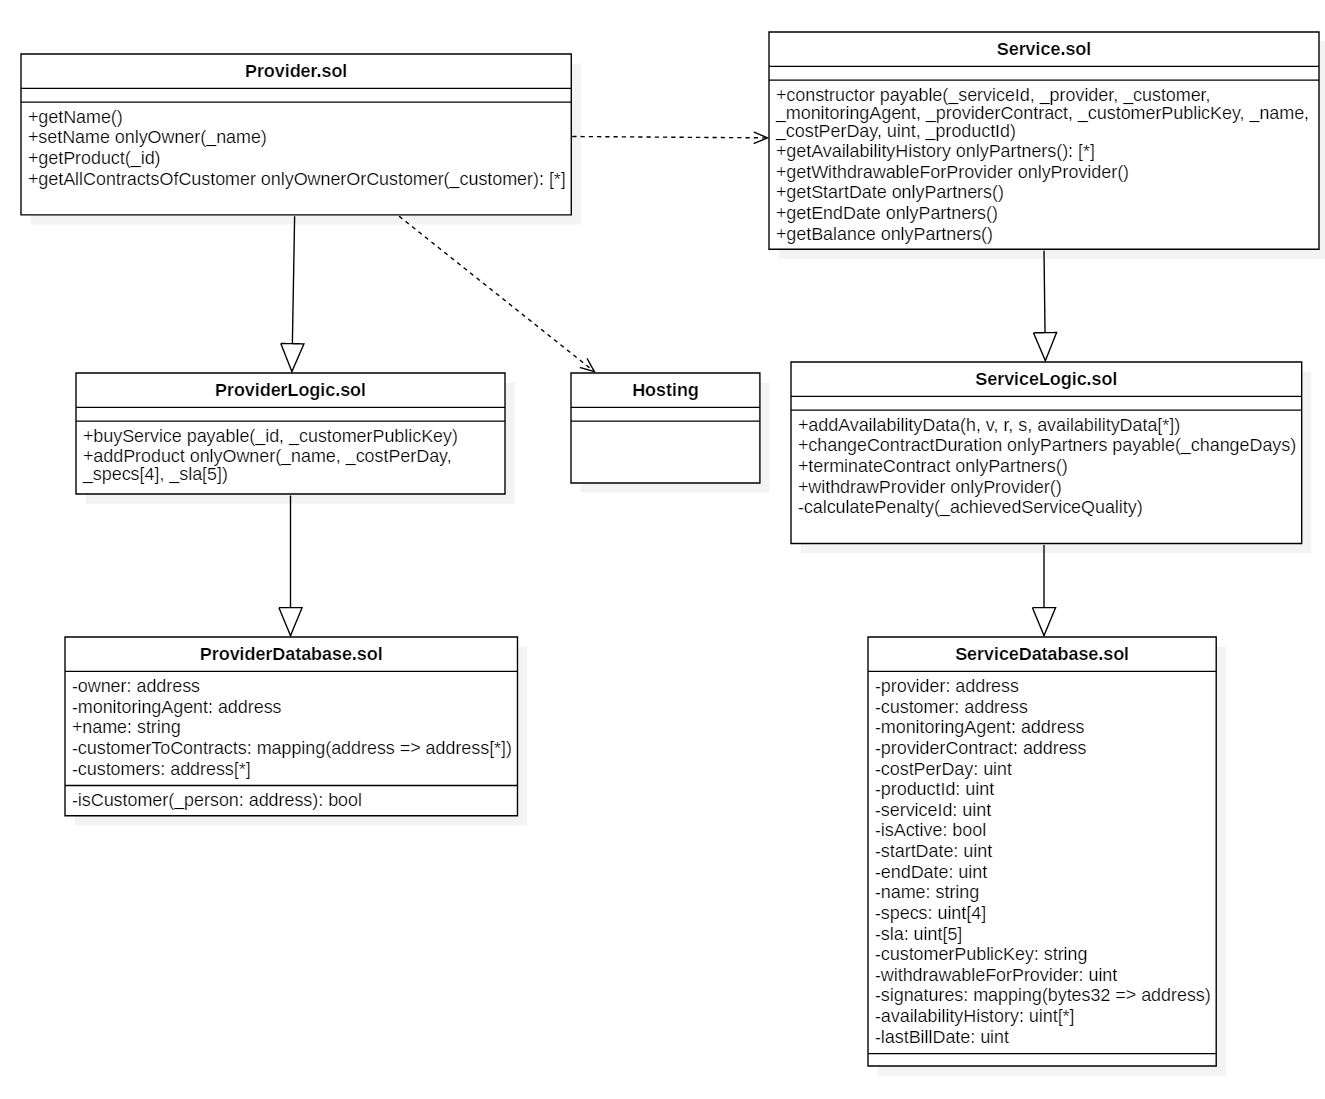 Provider.sol
+getName()
+setName onlyOwner(_name)
+getProduct(_id)
+getAllContractsOfCustomer onlyOwnerOrCustomer(_customer): [*]
Service.sol
+constructor payable(_serviceId, _provider, _customer,
_monitoringAgent, _providerContract, _customerPublicKey, _name,
_costPerDay, uint, _productId)
+getAvailabilityHistory onlyPartners(): [*]
+getWithdrawableForProvider onlyProvider()
+getStartDate onlyPartners()
+getEndDate onlyPartners()
+getBalance onlyPartners()
ProviderLogic.sol
+buyService payable(_id, _customerPublicKey)
+addProduct onlyOwner(_name, _costPerDay,
_specs[4], _sla[5])
Hosting
ServiceLogic.sol
+addAvailabilityData(h, v, r, s, availabilityData[*])
+changeContractDuration onlyPartners payable(_changeDays)
+terminateContract onlyPartners()
+withdrawProvider onlyProvider()
-calculatePenalty(_achievedServiceQuality)
ProviderDatabase.sol
-owner: address
-monitoringAgent: address
+name: string
-customerToContracts: mapping(address => address[*])
-customers: address[*]
-isCustomer(_person: address): bool
ServiceDatabase.sol
-provider: address
-customer: address
-monitoringAgent: address
-providerContract: address
-costPerDay: uint
-productId: uint
-serviceId: uint
-isActive: bool
-startDate: uint
-endDate: uint
-name: string
-specs: uint[4]
-sla: uint[5]
-customerPublicKey: string
-withdrawableForProvider: uint
-signatures: mapping(bytes32 => address)
-availabilityHistory: uint[*]
-lastBillDate: uint